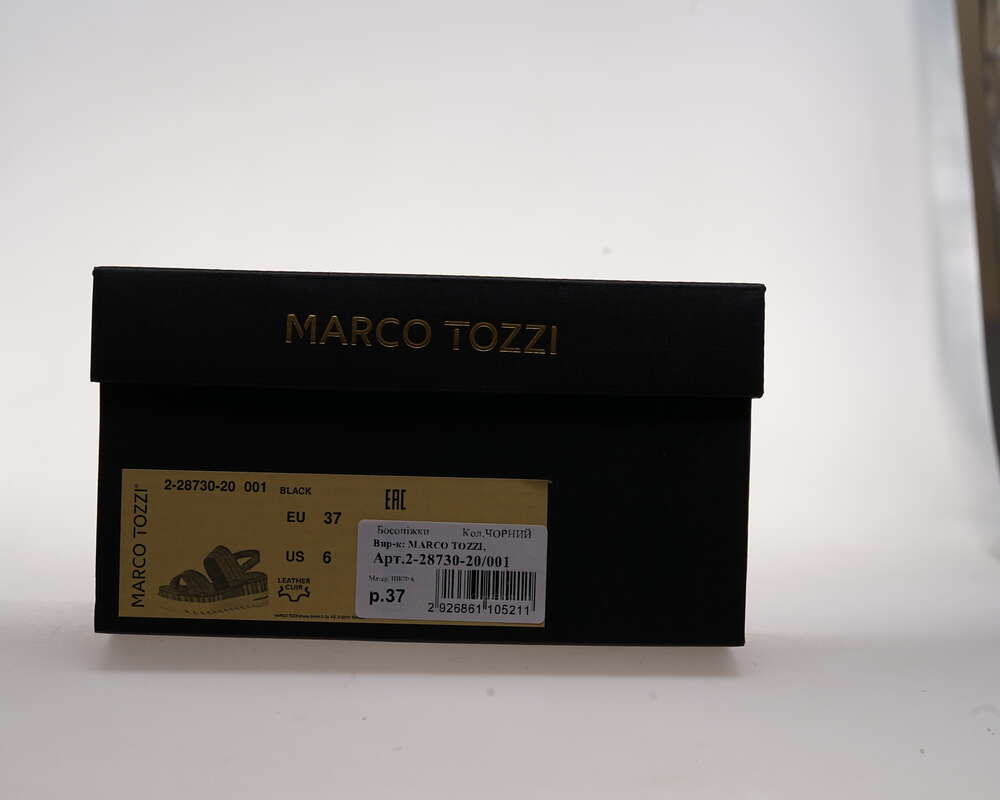 MARCO TOZZI
MARCO TOZZI®
2-28730-20 001 BLACK
EU 37
US 6
LEATHER
CUIR
EAC
Босоніжки Кол.ЧОРНИЙ
Вир-к: MARCO TOZZI,
Арт.2-28730-20/001
р.37
2 926861 105211